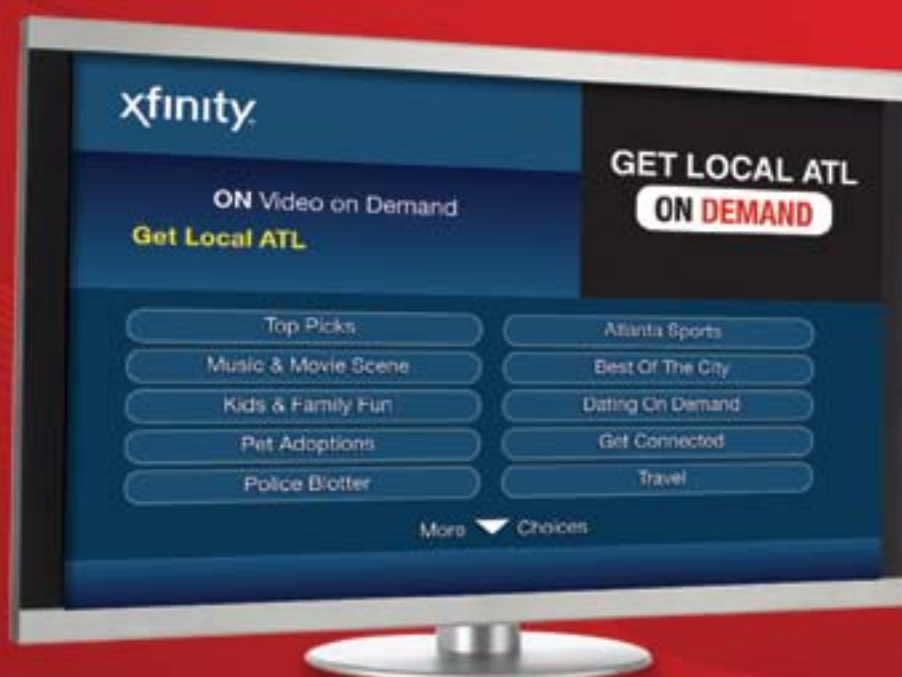 xfinity
ON Video on Demand
Get Local ATL
GET LOCAL ATL
ON DEMAND
Top Picks
Music & Movie Scene
Kids & Family Fun
Pet Adoptions
Police Blotter
Atlanta Sports
Best Of The City
Dating On Demand
Get Connected
Travel
More Choices